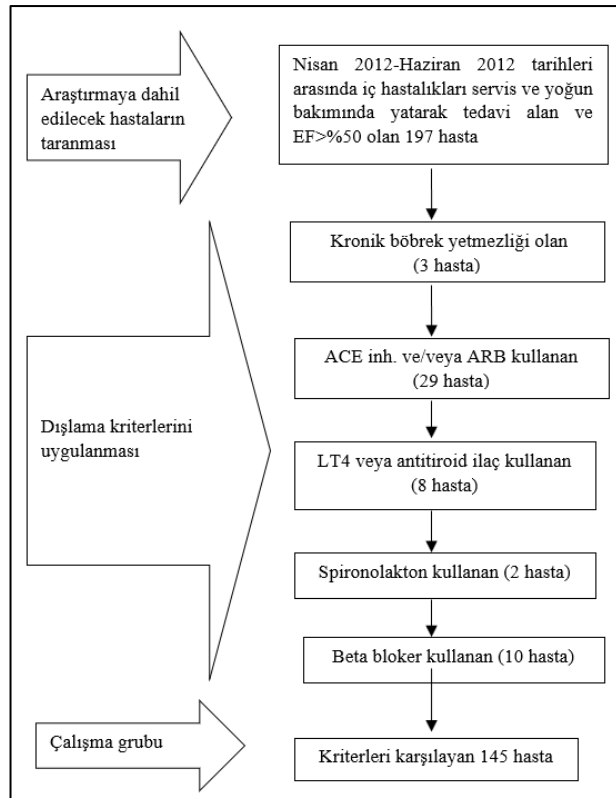 Araştırmaya dahil
edilecek hastaların
taranması
Nisan 2012-Haziran 2012 tarihleri
arasında iç hastalıkları servis ve yoğun
bakımında yatarak tedavi alan ve
EF>%50 olan 197 hasta
Dışlama kriterlerini
uygulanması
Kronik böbrek yetmezliği olan
(3 hasta)
ACE inh. ve/veya ARB kullanan
(29 hasta)
LT4 veya antitiroid ilaç kullanan
(8 hasta)
Spironolakton kullanan (2 hasta)
Beta bloker kullanan (10 hasta)
Çalışma grubu
Kriterleri karşılayan 145 hasta